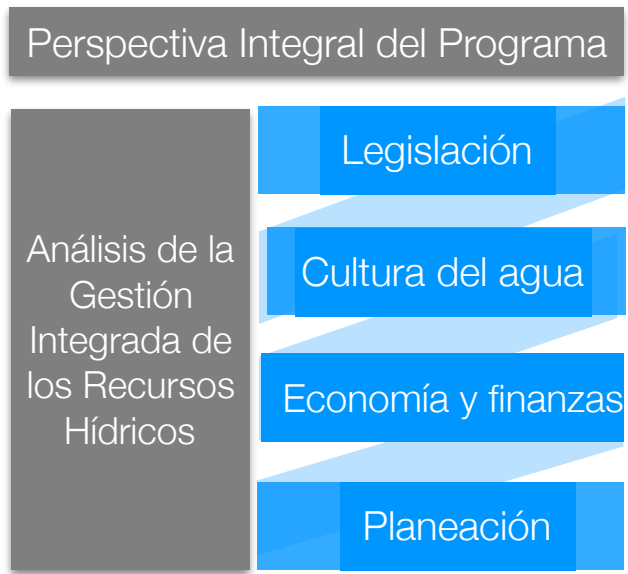 Perspectiva Integral del Programa
Análisis de la
Gestión
Integrada de
los Recursos
Hídricos
Legislación
Cultura del agua
Economía y finanzas
Planeación